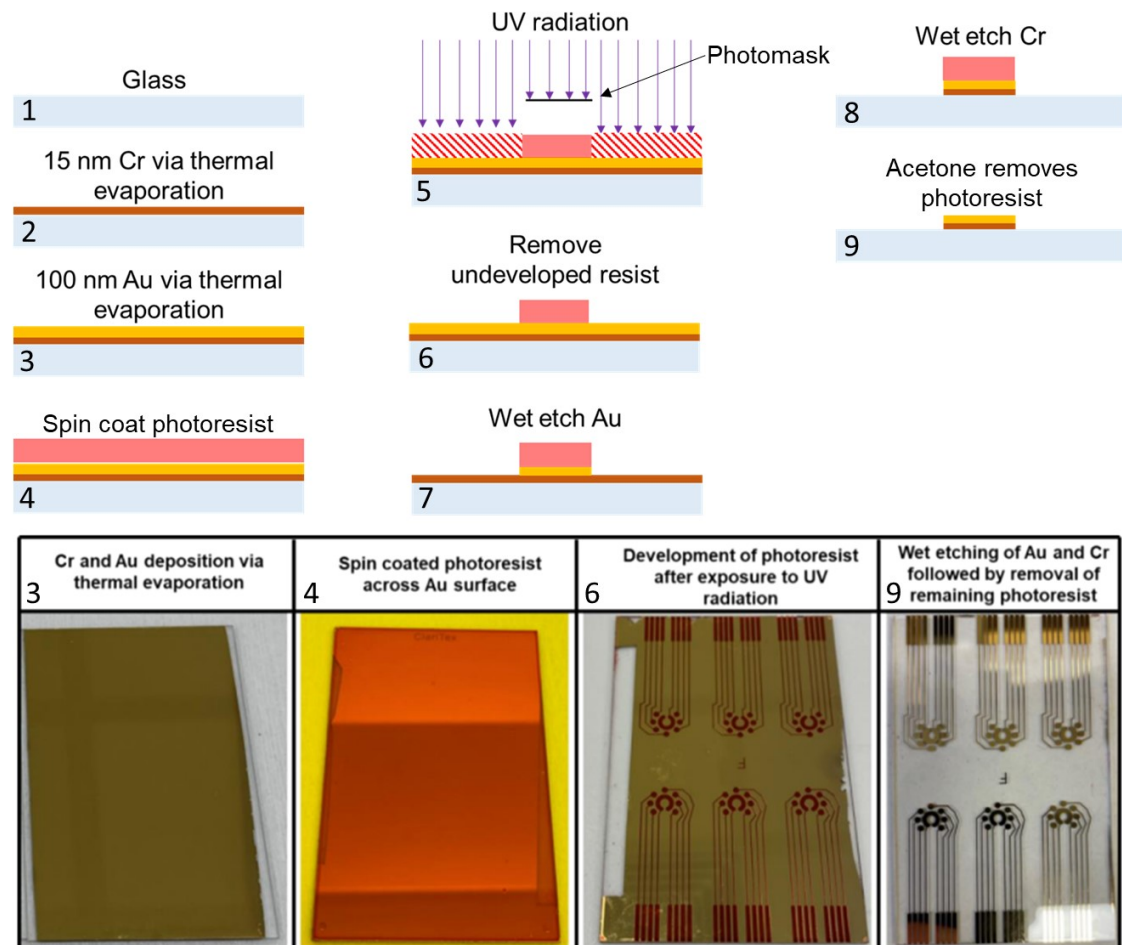 Glass
1
15 nm Cr via thermal
evaporation
2
100 nm Au via thermal
evaporation
3
Spin coat photoresist
4
UV radiation
Photomask
5
Remove
undeveloped resist
6
Wet etch Au
7
Wet etch Cr
8
Acetone removes
photoresist
9
3
Cr and Au deposition via
thermal evaporation
4
Spin coated photoresist
across Au surface
6
Development of photoresist
after exposure to UV
radiation
9
Wet etching of Au and Cr
followed by removal of
remaining photoresist
F
F